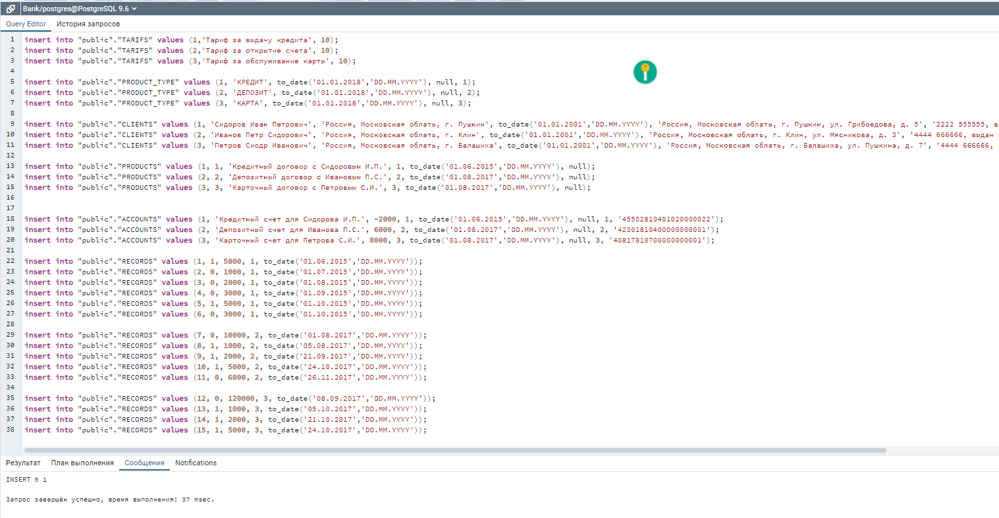 Bank/postgres@PostgreSQL 9.6
Query Editor История запросов
1 insert into "public"."TARIFS" values (1,'Тариф за выдачу кредита', 10);
2 insert into "public"."TARIFS" values (2,'Тариф за открытие счета', 10);
3 insert into "public"."TARIFS" values (3,'Тариф за обслуживание карты', 10);
4
5 insert into "public"."PRODUCT_TYPE" values (1, 'КРЕДИТ', to_date('01.01.2018','DD.MM.YYYY'), null, 1);
6 insert into "public"."PRODUCT_TYPE" values (2, 'ДЕПОЗИТ', to_date('01.01.2018','DD.MM.YYYY'), null, 2);
7 insert into "public"."PRODUCT_TYPE" values (3, 'КАРТА', to_date('01.01.2018','DD.MM.YYYY'), null, 3);
8
9 insert into "public"."CLIENTS" values (1, 'Сидоров Иван Петрович', 'Россия, Московская облать, г. Пушкин', to_date('01.01.2001','DD.MM.YYYY'), 'Россия, Московская облать, г. Пушкин, ул. Грибоедова, д. 5', '2222 555555,
10 insert into "public"."CLIENTS" values (2, 'Иванов Петр Сидорович', 'Россия, Московская облать, г. Клин', to_date('01.01.2001','DD.MM.YYYY'), 'Россия, Московская облать, г. Клин, ул. Мясникова, д. 3', '4444 666666, выдан
11 insert into "public"."CLIENTS" values (3, 'Петров Сиодр Иванович', 'Россия, Московская облать, г. Балашиха', to_date('01.01.2001','DD.MM.YYYY'), 'Россия, Московская облать, г. Балашиха, ул. Пушкина, д. 7', '4444 666666,
12
13 insert into "public"."PRODUCTS" values (1, 1, 'Кредитный договор с Сидоровым И.П.', 1, to_date('01.06.2015','DD.MM.YYYY'), null);
14 insert into "public"."PRODUCTS" values (2, 2, 'Депозитный договор с Ивановым П.С.', 2, to_date('01.08.2017','DD.MM.YYYY'), null);
15 insert into "public"."PRODUCTS" values (3, 3, 'Карточный договор с Петровым С.И.', 3, to_date('01.08.2017','DD.MM.YYYY'), null);
16
17
18 insert into "public"."ACCOUNTS" values (1, 'Кредитный счет для Сидорова И.П.', -2000, 1, to_date('01.06.2015','DD.MM.YYYY'), null, 1, '45502810401020000022');
19 insert into "public"."ACCOUNTS" values (2, 'Депозитный счет для Иванова П.С.', 6000, 2, to_date('01.08.2017','DD.MM.YYYY'), null, 2, '42301810400000000001');
20 insert into "public"."ACCOUNTS" values (3, 'Карточный счет для Петрова С.И.', 8000, 3, to_date('01.08.2017','DD.MM.YYYY'), null, 3, '40817810700000000001');
21
22 insert into "public"."RECORDS" values (1, 1, 5000, 1, to_date('01.06.2015','DD.MM.YYYY'));
23 insert into "public"."RECORDS" values (2, 0, 1000, 1, to_date('01.07.2015','DD.MM.YYYY'));
24 insert into "public"."RECORDS" values (3, 0, 2000, 1, to_date('01.08.2015','DD.MM.YYYY'));
25 insert into "public"."RECORDS" values (4, 0, 3000, 1, to_date('01.09.2015','DD.MM.YYYY'));
26 insert into "public"."RECORDS" values (5, 1, 5000, 1, to_date('01.10.2015','DD.MM.YYYY'));
27 insert into "public"."RECORDS" values (6, 0, 3000, 1, to_date('01.10.2015','DD.MM.YYYY'));
28
29 insert into "public"."RECORDS" values (7, 0, 10000, 2, to_date('01.08.2017','DD.MM.YYYY'));
30 insert into "public"."RECORDS" values (8, 1, 1000, 2, to_date('05.08.2017','DD.MM.YYYY'));
31 insert into "public"."RECORDS" values (9, 1, 2000, 2, to_date('21.09.2017','DD.MM.YYYY'));
32 insert into "public"."RECORDS" values (10, 1, 5000, 2, to_date('24.10.2017','DD.MM.YYYY'));
33 insert into "public"."RECORDS" values (11, 0, 6000, 2, to_date('26.11.2017','DD.MM.YYYY'));
34
35 insert into "public"."RECORDS" values (12, 0, 120000, 3, to_date('08.09.2017','DD.MM.YYYY'));
36 insert into "public"."RECORDS" values (13, 1, 1000, 3, to_date('05.10.2017','DD.MM.YYYY'));
37 insert into "public"."RECORDS" values (14, 1, 2000, 3, to_date('21.10.2017','DD.MM.YYYY'));
38 insert into "public"."RECORDS" values (15, 1, 5000, 3, to_date('24.10.2017','DD.MM.YYYY'));
Результат План выполнения Сообщения Notifications
INSERT 0 1
Запрос завершён успешно, время выполнения: 37 msec.